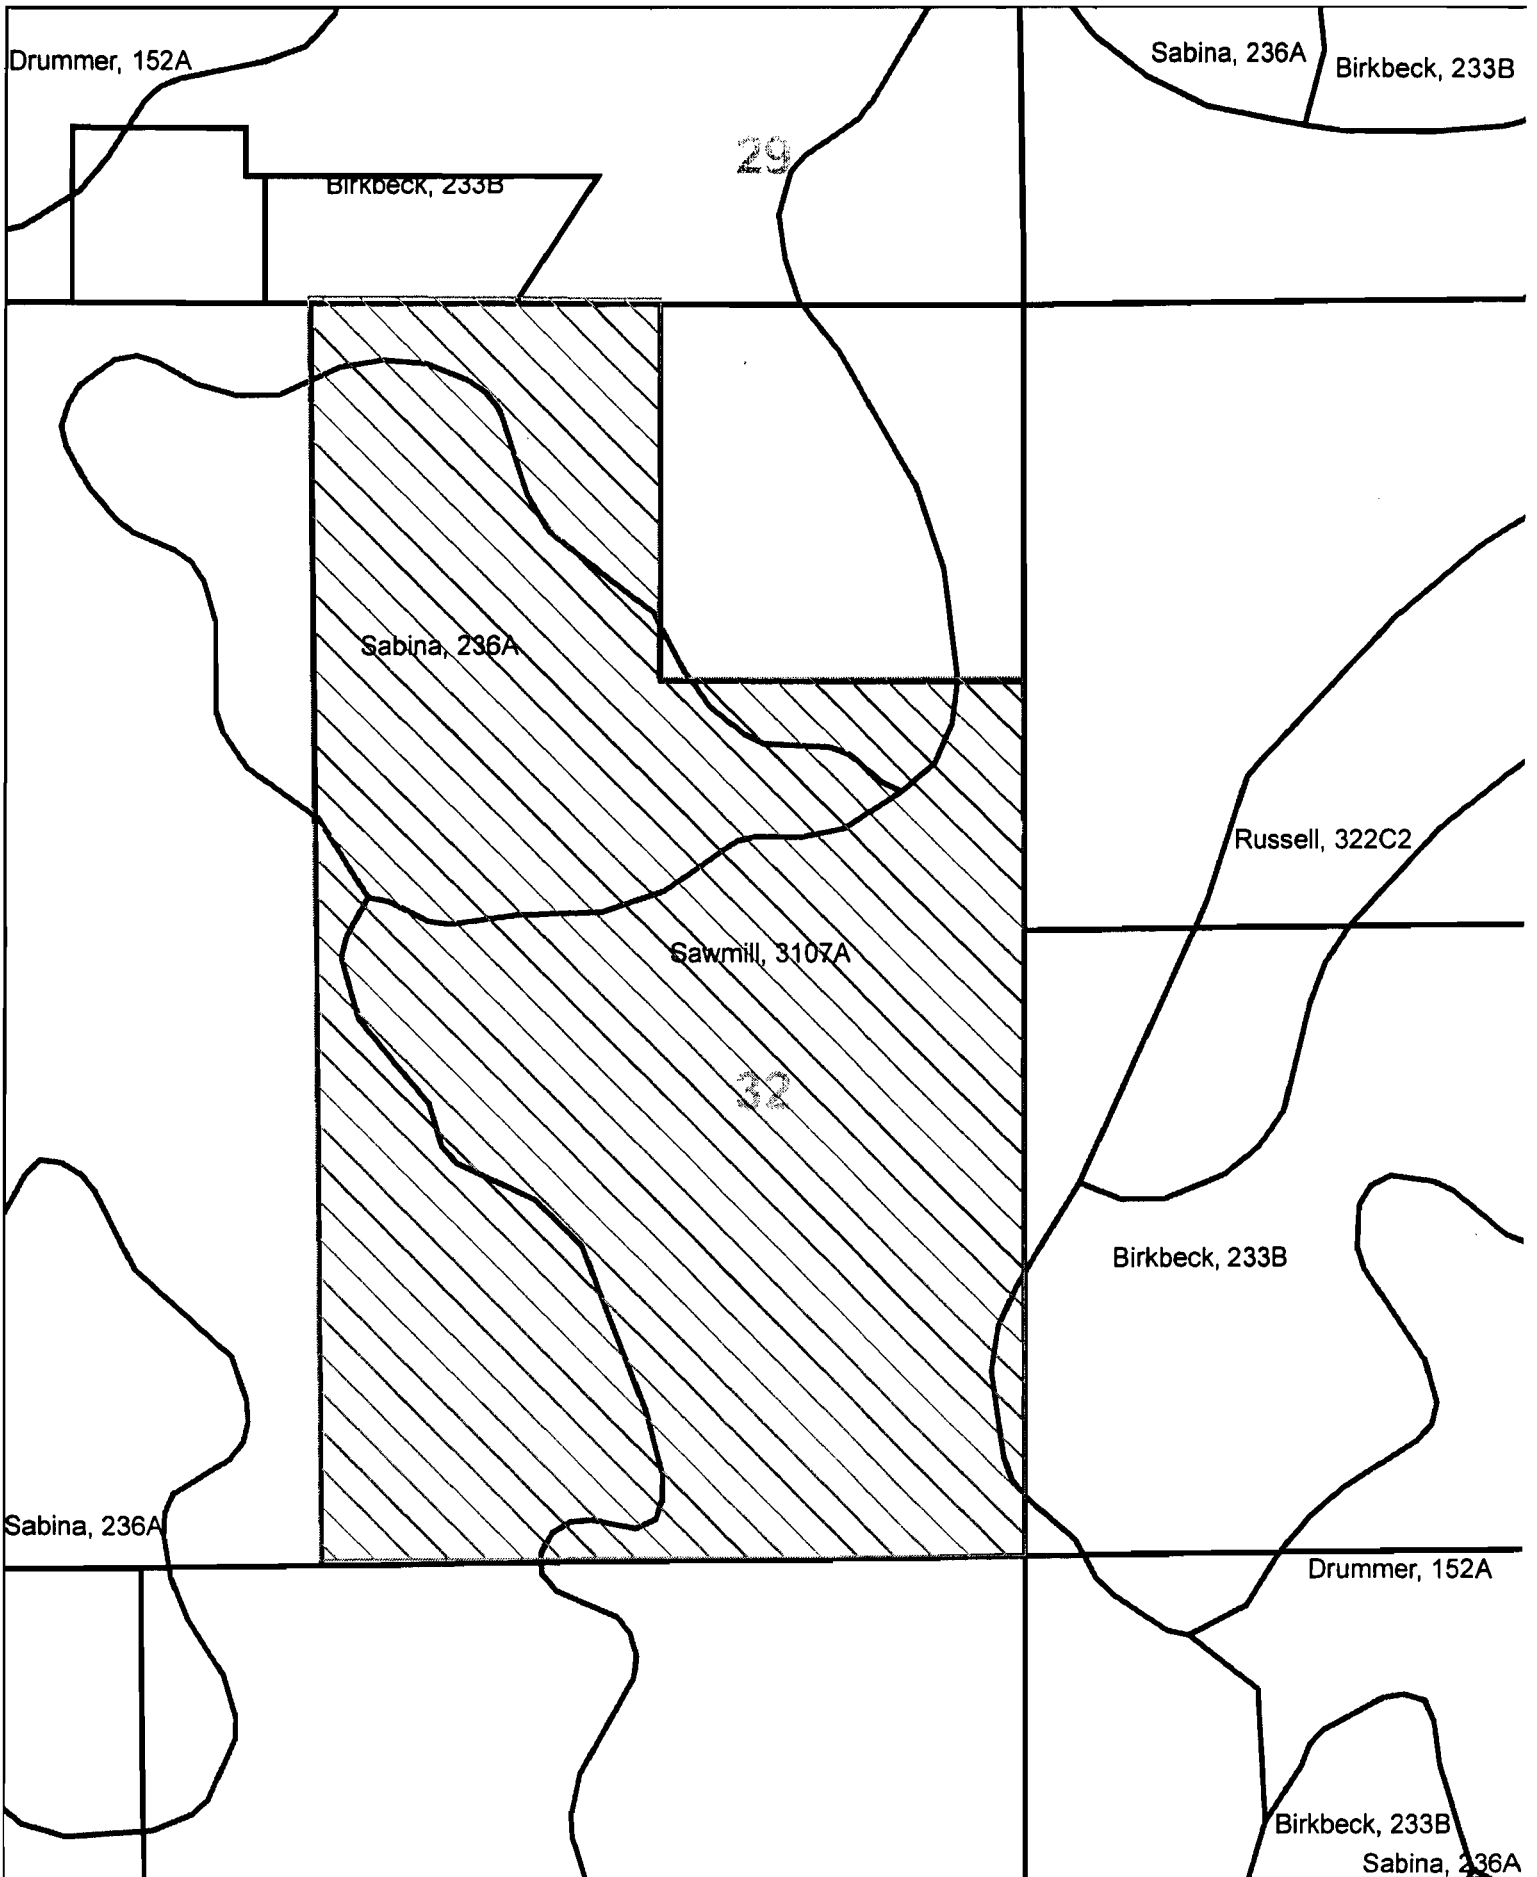 Drummer, 152A
Sabina, 236A
Birkbeck, 233B
29
Birkbeck, 233B
Sabina, 236A
Russell, 322C2
Sawmill, 3107A
32
Birkbeck, 233B
Sabina, 236A
Drummer, 152A
Birkbeck, 233B
Sabina, 236A